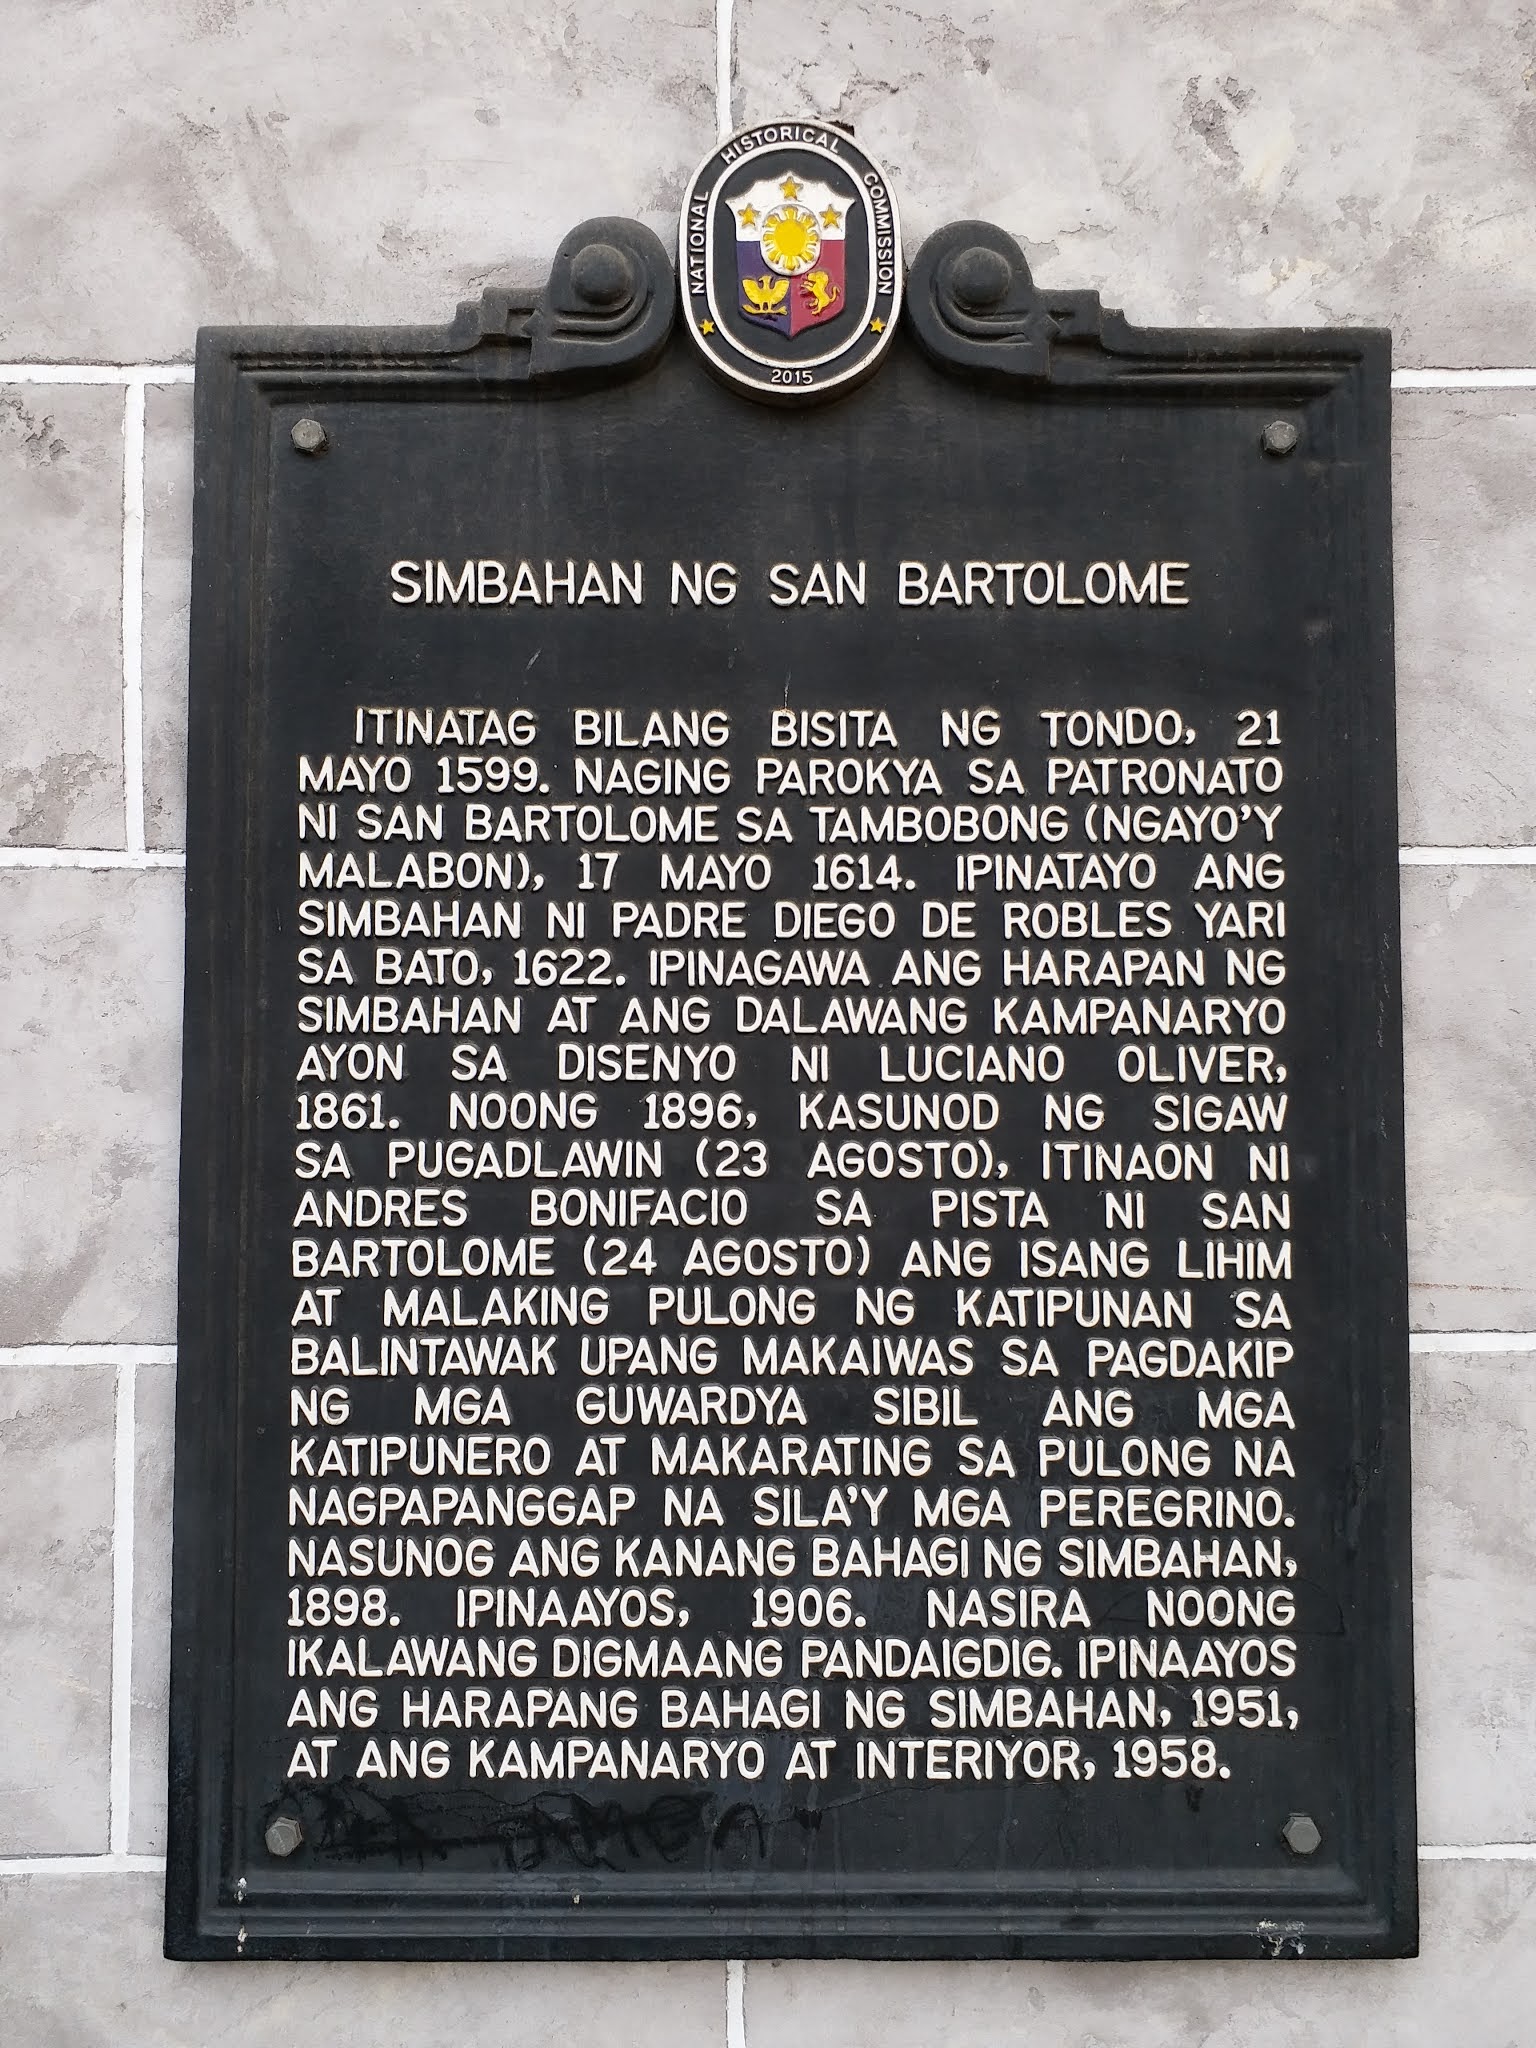 NATIONAL HISTORICAL COMMISSION
2015
SIMBAHAN NG SAN BARTOLOME
ITINATAG BILANG BISITA NG TONDO, 21
MAYO 1599. NAGING PAROKYA SA PATRONATO
NI SAN BARTOLOME SA TAMBOBONG (NGAYO'Y
MALABON), 17 MAYO 1614. IPINATAYO ANG
SIMBAHAN NI PADRE DIEGO DE ROBLES YARI
SA BATO, 1622. IPINAGAWA ANG HARAPAN NG
SIMBAHAN AT ANG DALAWANG KAMPANARYO
AYON SA DISENYO NI LUCIANO OLIVER,
1861. NOONG 1896, KASUNOD NG SIGAW
SA PUGADLAWIN (23 AGOSTO), ITINAON NI
ANDRES BONIFACIO SA PISTA NI SAN
BARTOLOME (24 AGOSTO) ANG ISANG LIHIM
AT MALAKING PULONG NG KATIPUNAN SA
BALINTAWAK UPANG MAKAIWAS SA PAGDAKIP
NG MGA GUWARDYA SIBIL ANG MGA
KATIPUNERO AT MAKARATING SA PULONG NA
NAGPAPANGGAP NA SILA'Y MGA PEREGRINO.
NASUNOG ANG KANANG BAHAGI NG SIMBAHAN,
1898. IPINAAYOS, 1906. NASIRA NOONG
IKALAWANG DIGMAANG PANDAIGDIG. IPINAAYOS
ANG HARAPANG BAHAGI NG SIMBAHAN, 1951,
AT ANG KAMPANARYO AT INTERIYOR, 1958.